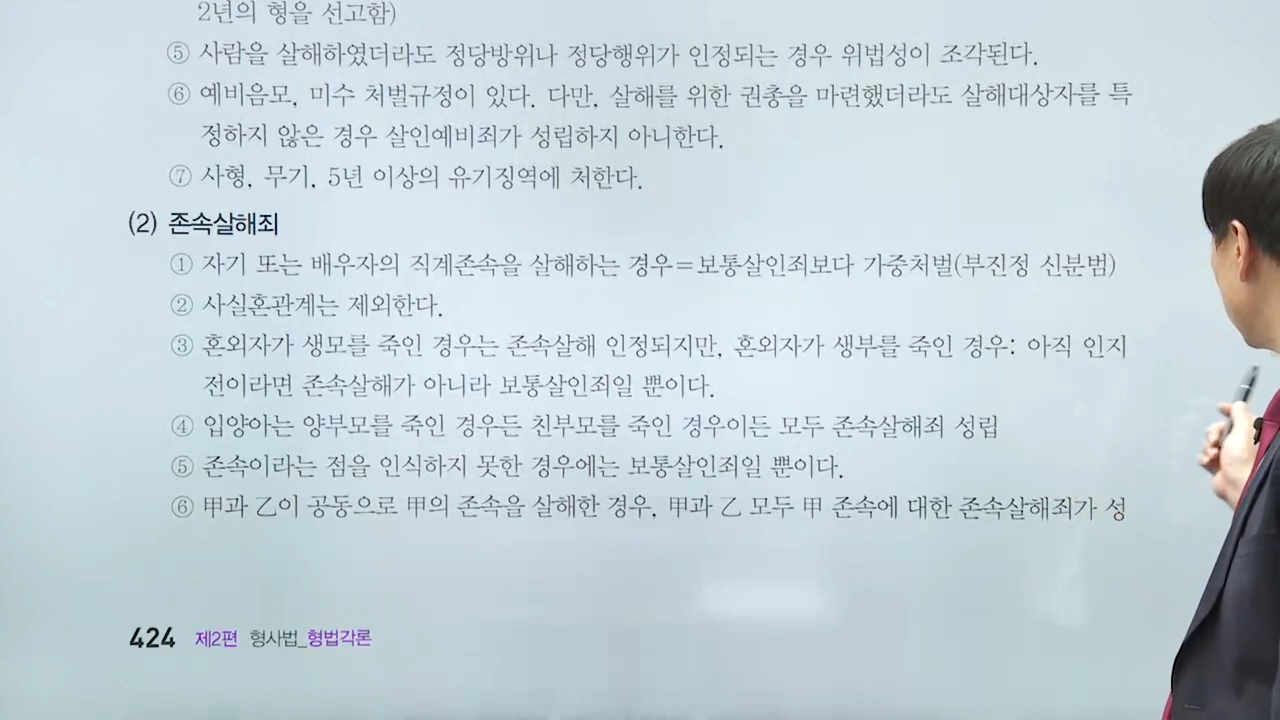 2년의 형을 선고함)
⑤ 사람을 살해하였더라도 정당방위나 정당행위가 인정되는 경우 위법성이 조각된다.
⑥ 예비음모, 미수 처벌규정이 있다. 다만, 살해를 위한 권총을 마련했더라도 살해대상자를 특
정하지 않은 경우 살인예비죄가 성립하지 아니한다.
⑦ 사형, 무기, 5년 이상의 유기징역에 처한다.
(2) 존속살해죄
① 자기 또는 배우자의 직계존속을 살해하는 경우=보통살인죄보다 가중처벌(부진정 신분범)
② 사실혼관계는 제외한다.
③ 혼외자가 생모를 죽인 경우는 존속살해 인정되지만, 혼외자가 생부를 죽인 경우: 아직 인지
전이라면 존속살해가 아니라 보통살인죄일 뿐이다.
④ 입양아는 양부모를 죽인 경우든 친부모를 죽인 경우이든 모두 존속살해죄 성립
⑤ 존속이라는 점을 인식하지 못한 경우에는 보통살인죄일 뿐이다.
⑥ 甲과 乙이 공동으로 甲의 존속을 살해한 경우, 甲과 乙 모두 甲 존속에 대한 존속살해죄가 성
424 제2편 형사법_형법각론